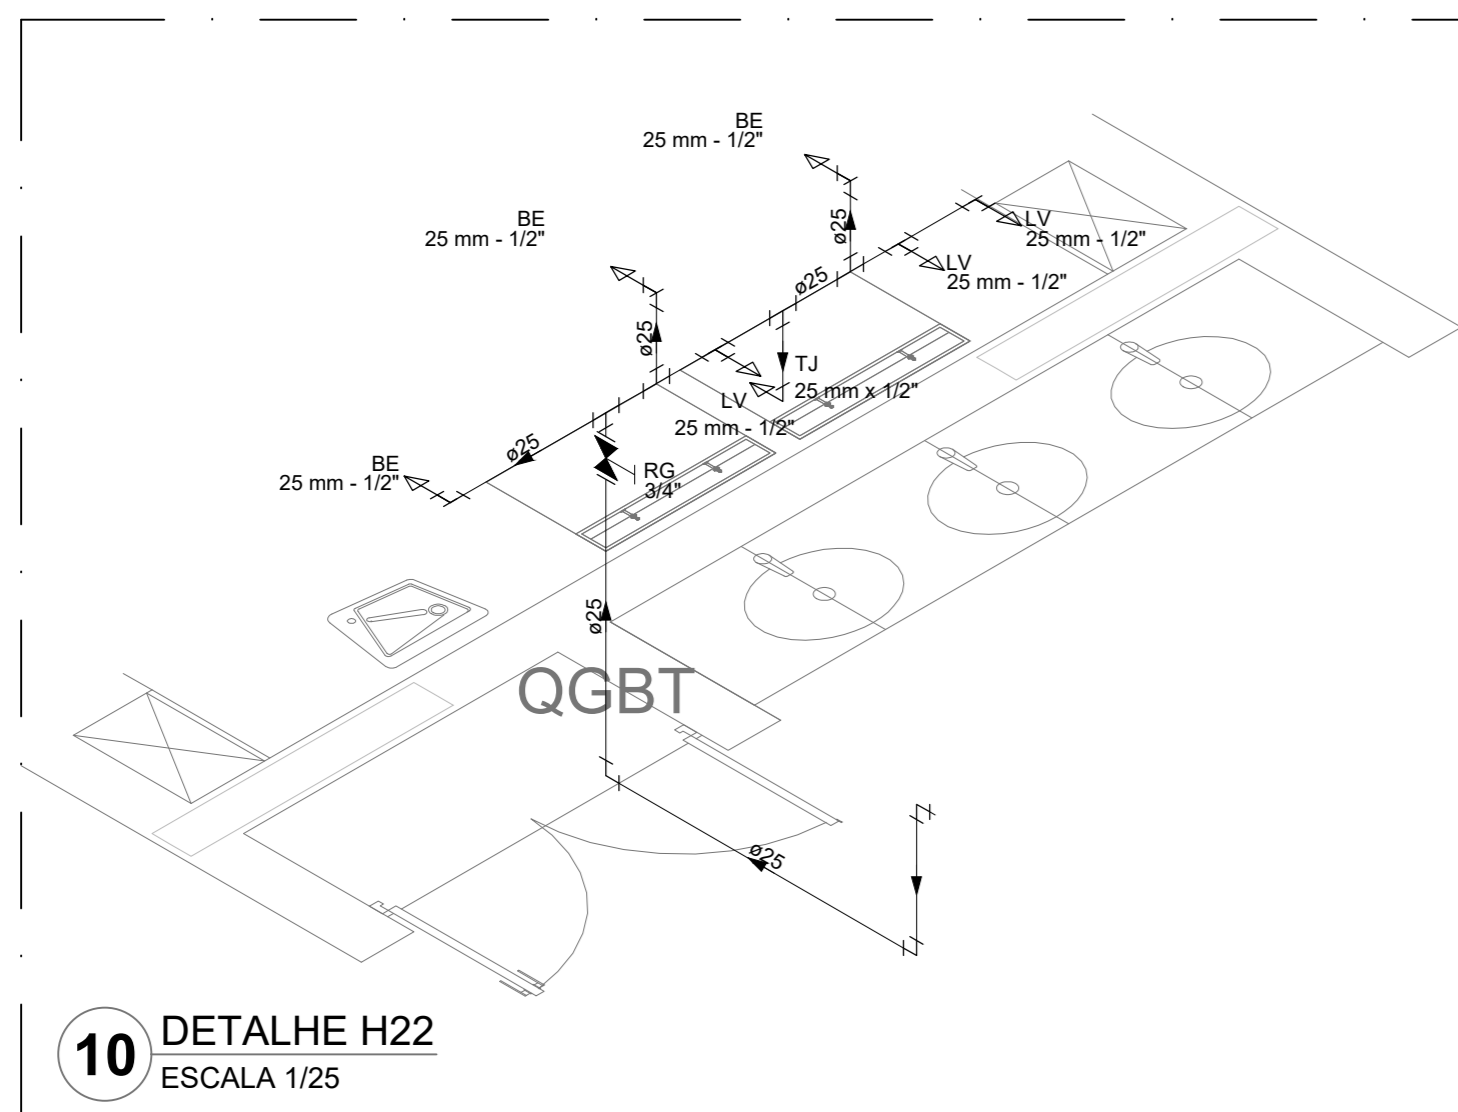 BE
25 mm - 1/2"
BE
25 mm - 1/2"
ø25
LV
25 mm - 1/2"
LV
25 mm - 1/2"
ø25
ø25
TJ
25 mm x 1/2"
LV
25 mm - 1/2"
ø25
BE
25 mm - 1/2"
RG
3/4"
ø25
QGBT
ø25
10
DETALHE H22
ESCALA 1/25